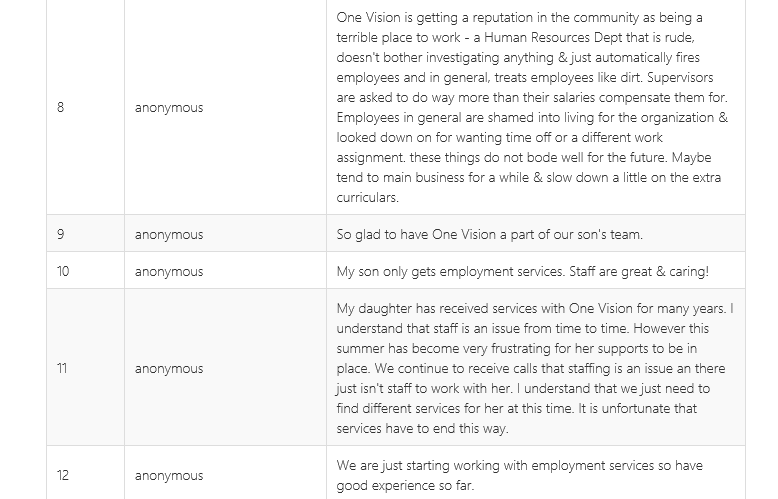 One Vision is getting a reputation in the community as being a
terrible place to work - a Human Resources Dept that is rude,
doesn't bother investigating anything & just automatically fires
employees and in general, treats employees like dirt. Supervisors
are asked to do way more than their salaries compensate them for.
8 anonymous
Employees in general are shamed into living for the organization &
looked down on for wanting time off or a different work
assignment. these things do not bode well for the future. Maybe
tend to main business for a while & slow down a little on the extra
curriculars.
9 anonymous So glad to have One Vision a part of our son's team.
10 anonymous My son only gets employment services. Staff are great & caring!
My daughter has received services with One Vision for many years. I
understand that staff is an issue from time to time. However this
summer has become very frustrating for her supports to be in
11 anonymous place. We continue to receive calls that staffing is an issue an there
just isn't staff to work with her. I understand that we just need to
find different services for her at this time. It is unfortunate that
services have to end this way.
12 anonymous
We are just starting working with employment services so have
good experience so far.